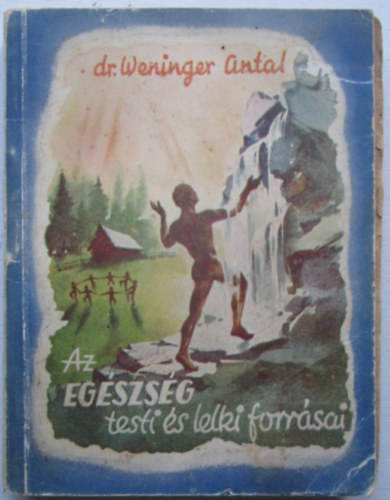 dr. Weninger Antal
Az
EGÉSZSÉG
testi és lelki forrásai